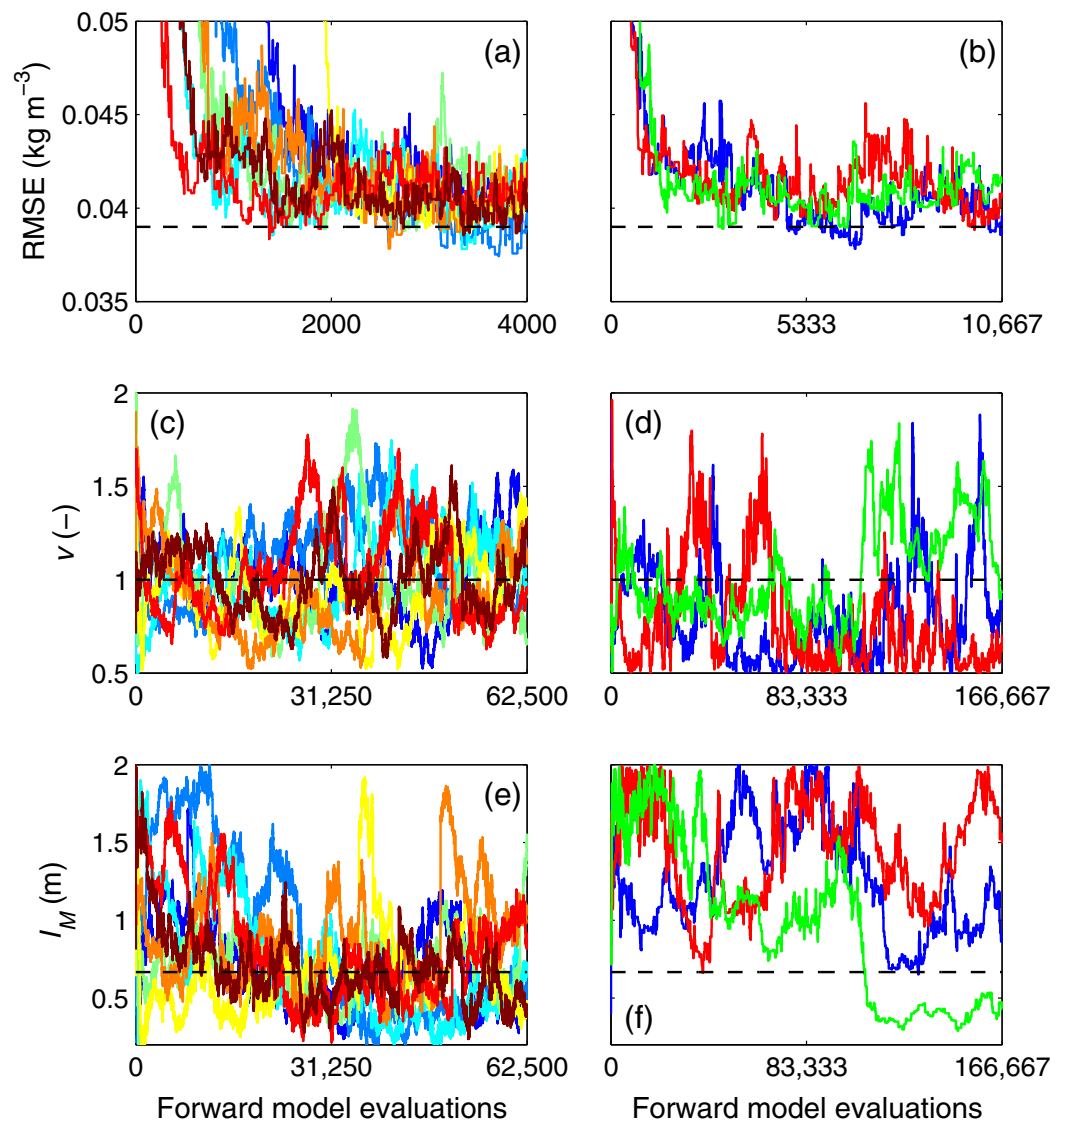 0.05
0.045
0.04
0.035
RMSE (kg m⁻³)
(a)
0
2000
4000
(b)
0
5333
10,667
2
1.5
1
0.5
v (−)
(c)
0
31,250
62,500
(d)
0
83,333
166,667
2
1.5
1
0.5
I_M (m)
(e)
0
31,250
62,500
Forward model evaluations
(f)
0
83,333
166,667
Forward model evaluations